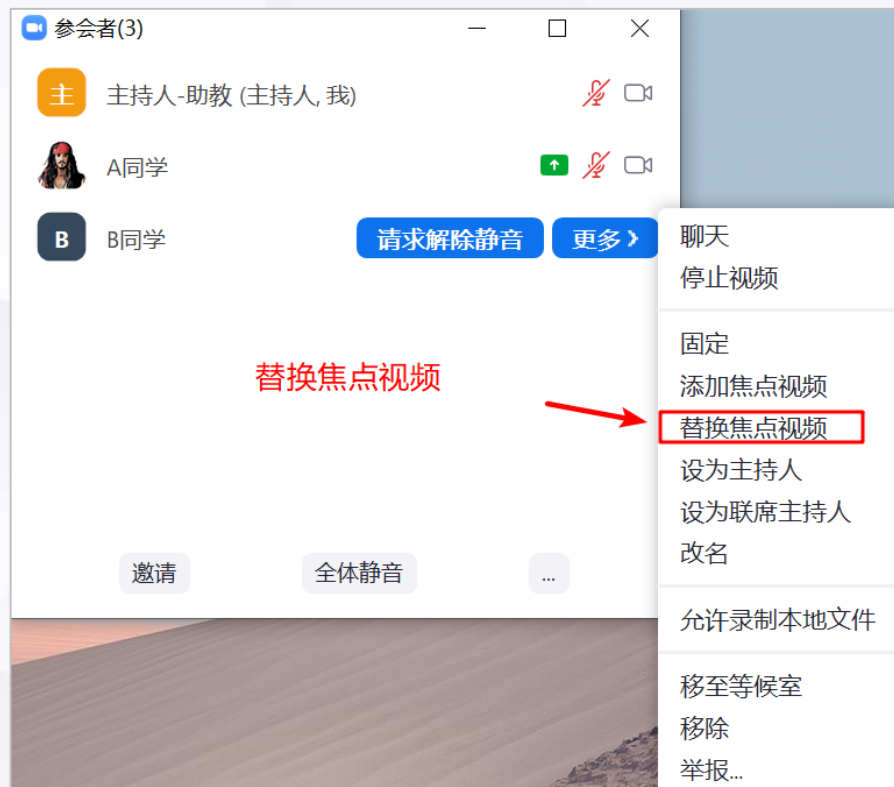 参会者(3)
主
主持人-助教 (主持人, 我)
A同学
B
B同学
请求解除静音
更多 ❯
聊天
停止视频
固定
添加焦点视频
替换焦点视频
替换焦点视频
设为主持人
设为联席主持人
改名
允许录制本地文件
移至等候室
移除
举报...
邀请
全体静音
...